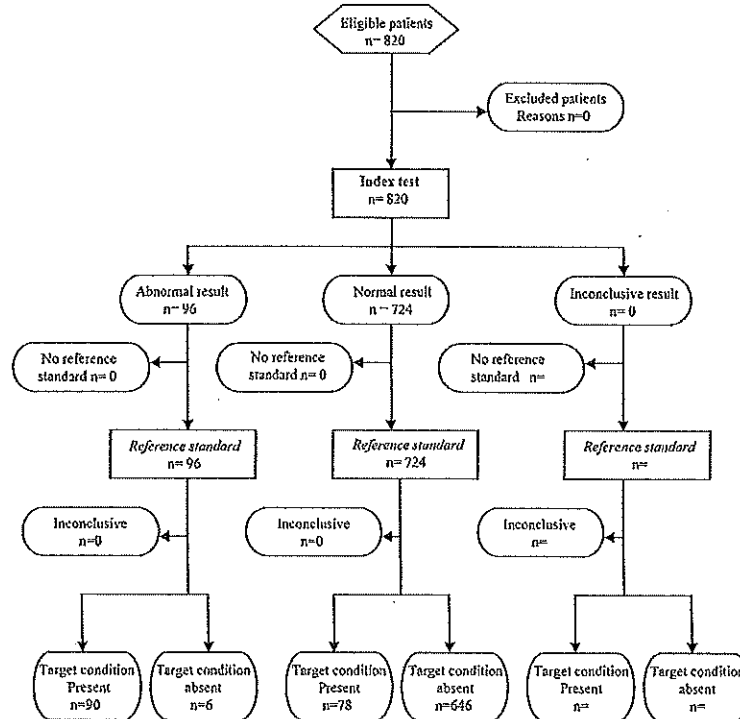 Eligible patients
n= 820
Excluded patients
Reasons n=0
Index test
n= 820
Abnormal result
n= 96
Normal result
n = 724
Inconclusive result
n= 0
No reference
standard n= 0
No reference
standard n= 0
No reference
standard n=
Reference standard
n= 96
Reference standard
n= 724
Reference standard
n=
Inconclusive
n=0
Inconclusive
n=0
Inconclusive
n=
Target condition
Present
n=90
Target condition
absent
n=6
Target condition
Present
n=78
Target condition
absent
n=646
Target condition
Present
n=
Target condition
absent
n=